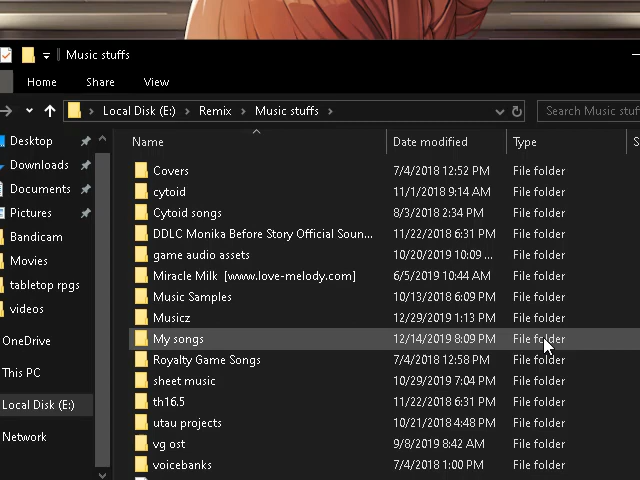 Music stuffs
Home Share View
Local Disk (E:) Remix Music stuffs Search Music stuf
Name Date modified Type S
Desktop
Downloads
Documents
Pictures
Bandicam
Movies
tabletop rpgs
videos
OneDrive
This PC
Local Disk (E:)
Network
Covers 7/4/2018 12:52 PM File folder
cytoid 11/1/2018 9:14 AM File folder
Cytoid songs 8/3/2018 2:34 PM File folder
DDLC Monika Before Story Official Soun... 11/22/2018 6:31 PM File folder
game audio assets 10/20/2019 10:09 ... File folder
Miracle Milk [www.love-melody.com] 6/5/2019 10:44 AM File folder
Music Samples 10/13/2018 6:09 PM File folder
Musicz 12/29/2019 1:13 PM File folder
My songs 12/14/2019 8:09 PM File folder
Royalty Game Songs 7/4/2018 12:58 PM File folder
sheet music 10/29/2019 7:04 PM File folder
th16.5 11/22/2018 6:31 PM File folder
utau projects 10/21/2018 4:48 PM File folder
vg ost 9/8/2019 8:42 AM File folder
voicebanks 7/4/2018 1:00 PM File folder